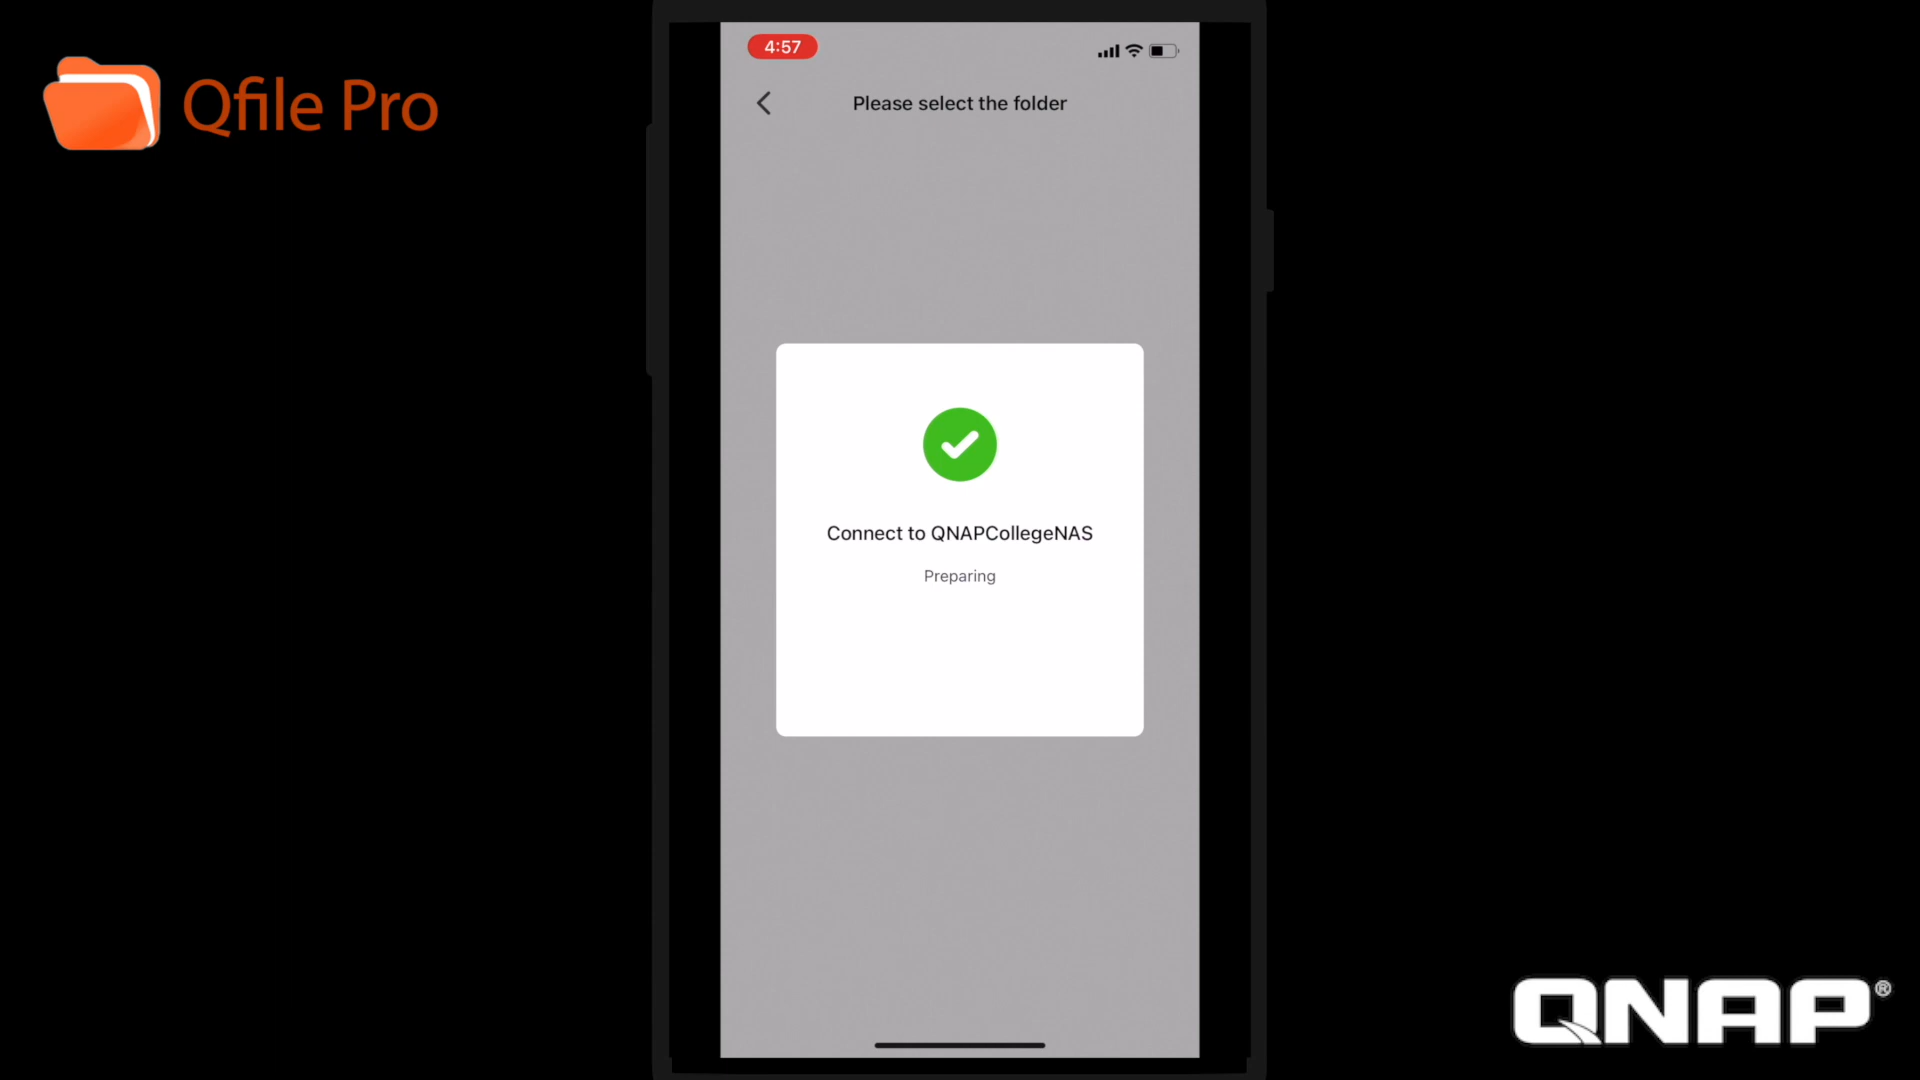 Qfile Pro
4:57
Please select the folder
Connect to QNAPCollegeNAS
Preparing
QNAP®